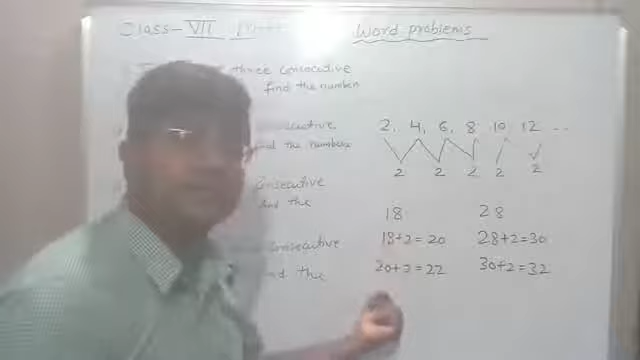 Class-VII
Word problems
three consecutive
find the number
consecutive
find the numbers
consecutive
and the
consecutive
and the
2, 4, 6, 8 10, 12 ...
2 2 2 2 2
18 28
18+2=20 28+2=30
20+2=22 30+2=32